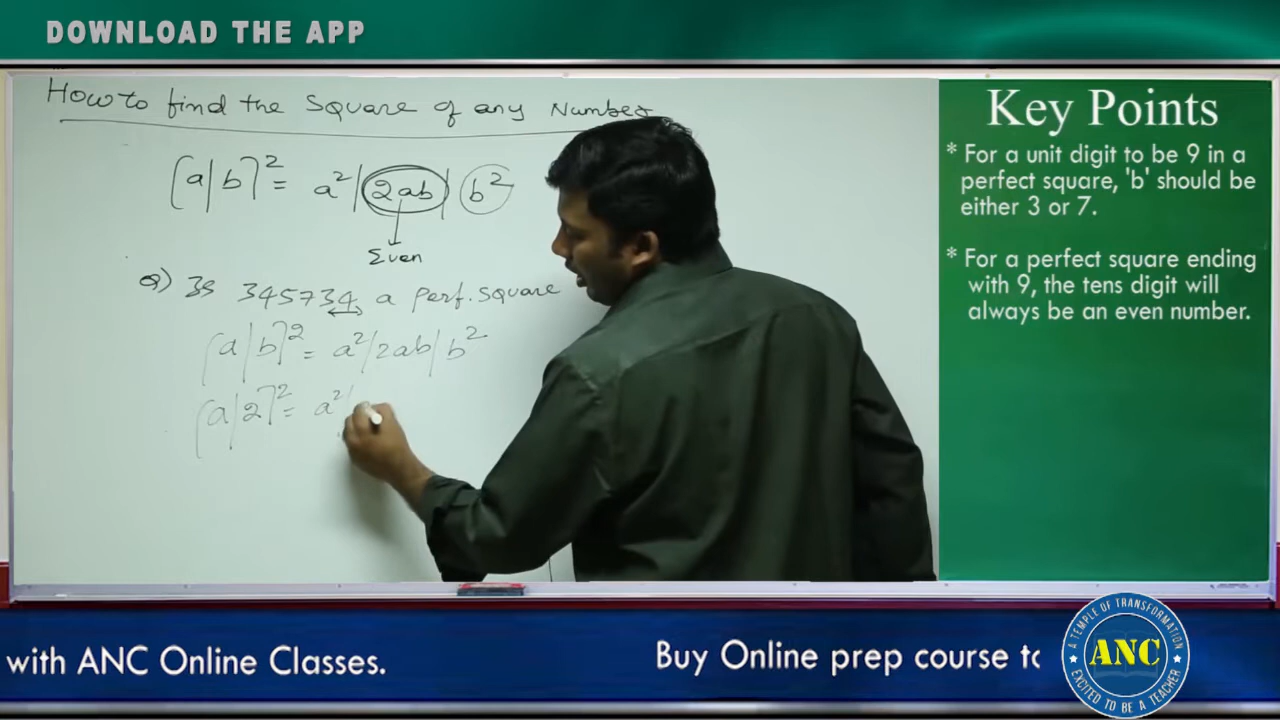 DOWNLOAD THE APP
How to find the Square of any Number
[a|b]² = a²|2ab|b²
Even
Q) Is 345734 a perf. square
[a|b]² = a²|2ab|b²
[a|2]² = a²|
Key Points
* For a unit digit to be 9 in a
perfect square, 'b' should be
either 3 or 7.
* For a perfect square ending
with 9, the tens digit will
always be an even number.
with ANC Online Classes.
Buy Online prep course to
A TEMPLE OF TRANSFORMATION
ANC
EXCITED TO BE A TEACHER